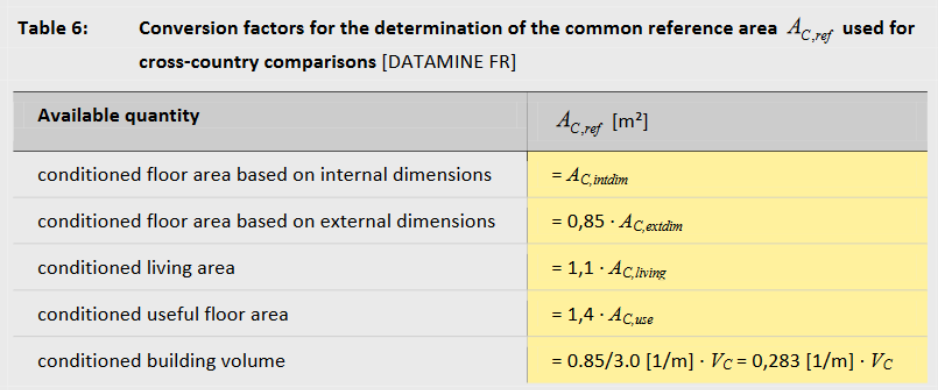 Table 6: Conversion factors for the determination of the common reference area A_C,ref used for
cross-country comparisons [DATAMINE FR]
Available quantity A_C,ref [m²]
conditioned floor area based on internal dimensions = A_C,intdim
conditioned floor area based on external dimensions = 0,85 · A_C,extdim
conditioned living area = 1,1 · A_C,living
conditioned useful floor area = 1,4 · A_C,use
conditioned building volume = 0.85/3.0 [1/m] · V_C = 0,283 [1/m] · V_C